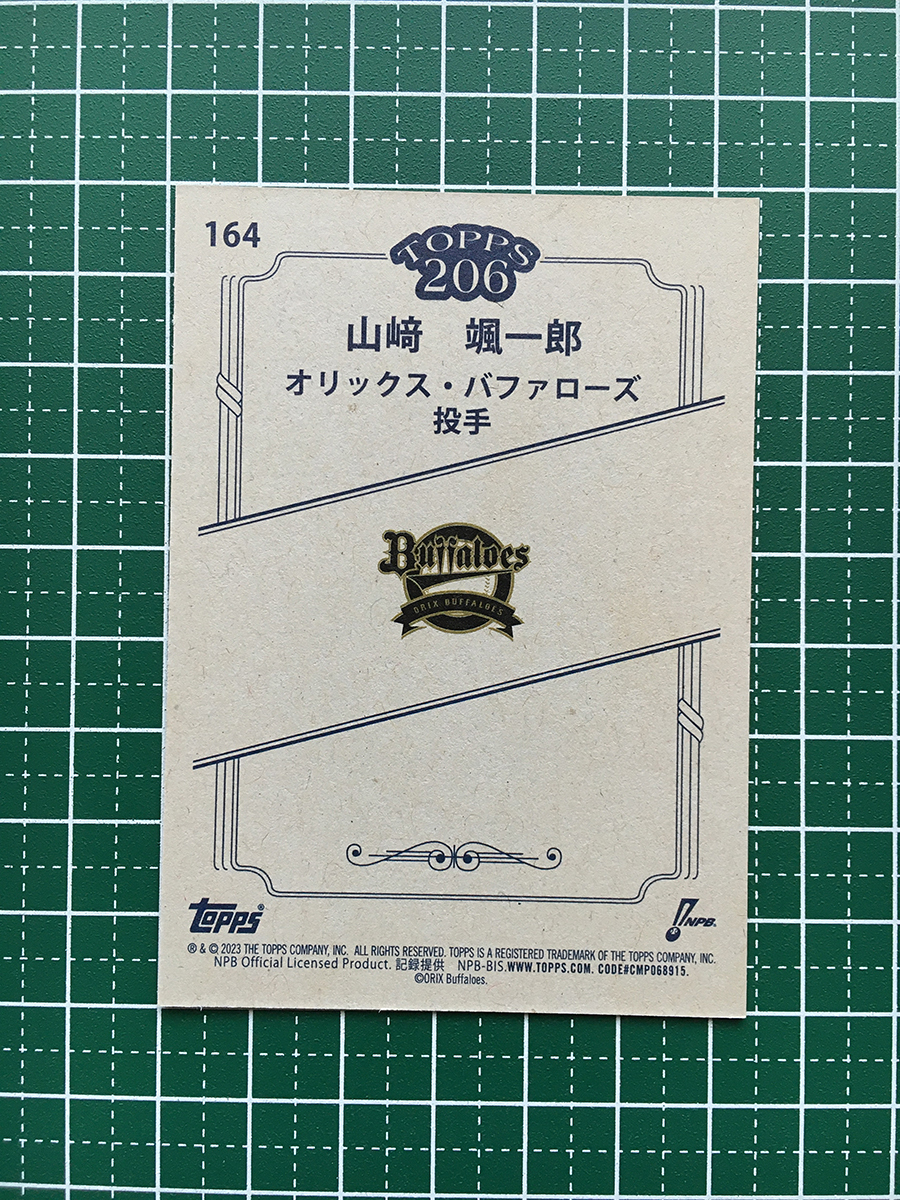 164
TOPPS
206
山﨑　颯一郎
オリックス・バファローズ
投手
Buffaloes
ORIX BUFFALOES
topps®
NPB®
® & © 2023 THE TOPPS COMPANY, INC. ALL RIGHTS RESERVED. TOPPS IS A REGISTERED TRADEMARK OF THE TOPPS COMPANY, INC.
NPB Official Licensed Product. 記録提供 NPB-BIS.WWW.TOPPS.COM. CODE#CMP068915.
©ORIX Buffaloes.